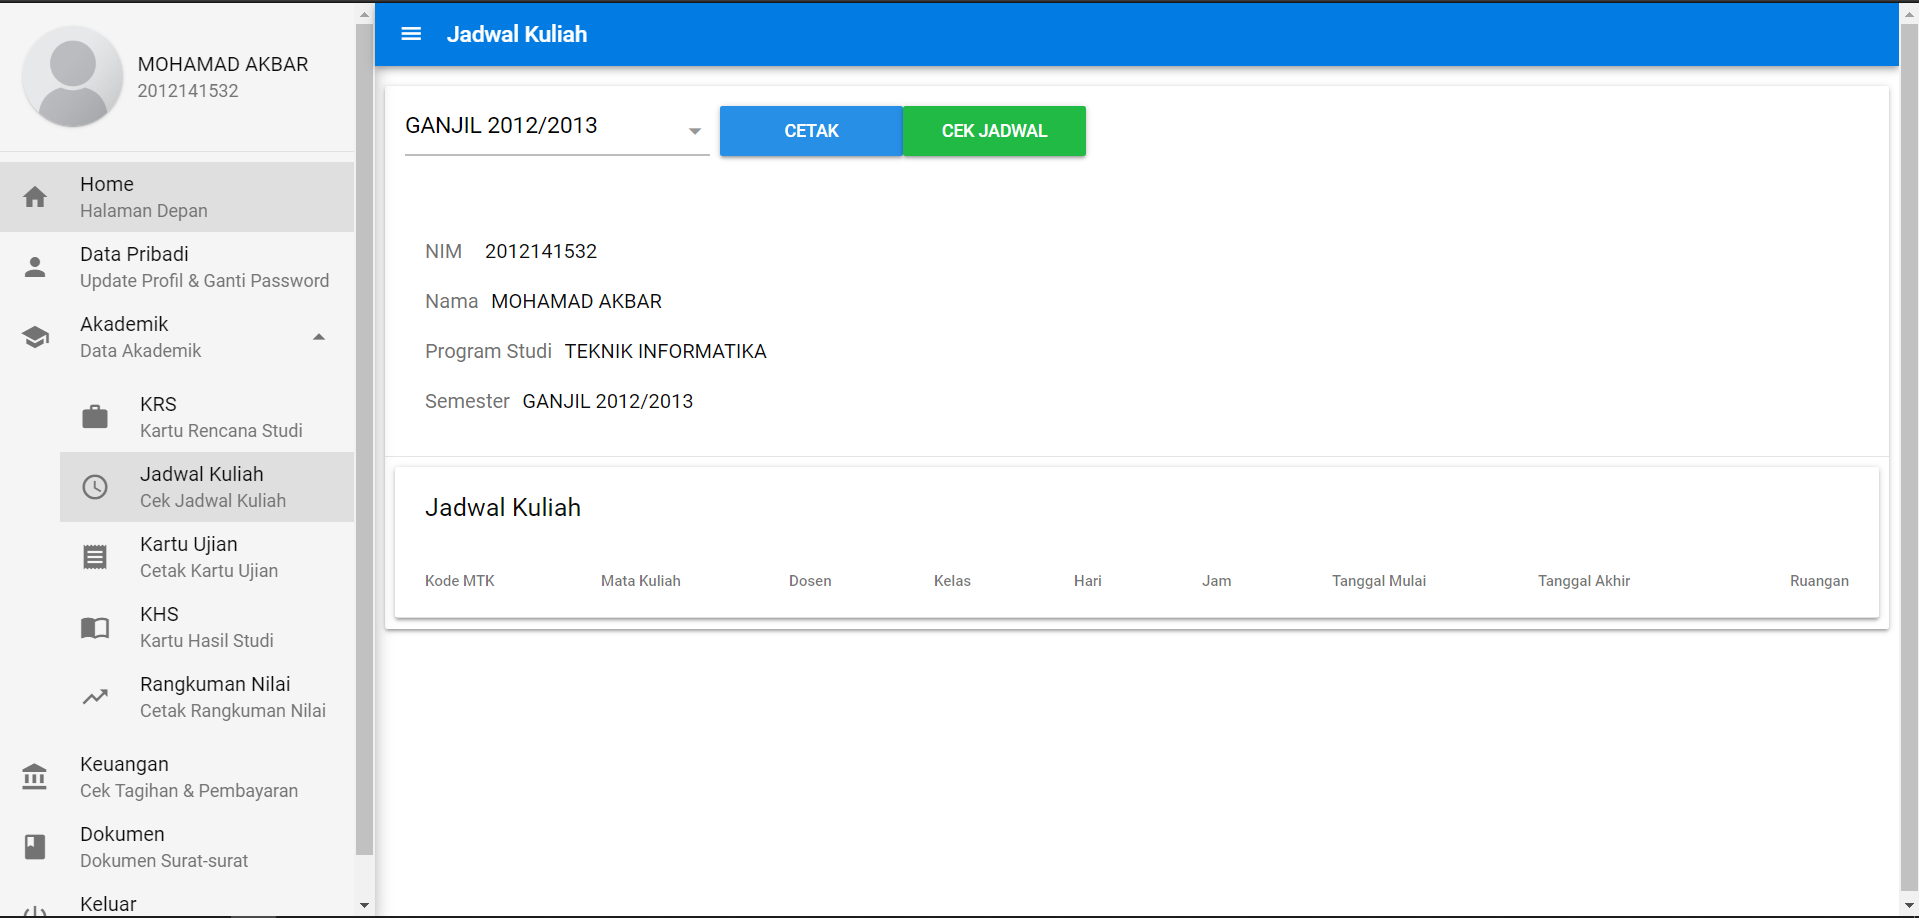 MOHAMAD AKBAR
2012141532
Home
Halaman Depan
Data Pribadi
Update Profil & Ganti Password
Akademik
Data Akademik
KRS
Kartu Rencana Studi
Jadwal Kuliah
Cek Jadwal Kuliah
Kartu Ujian
Cetak Kartu Ujian
KHS
Kartu Hasil Studi
Rangkuman Nilai
Cetak Rangkuman Nilai
Keuangan
Cek Tagihan & Pembayaran
Dokumen
Dokumen Surat-surat
Keluar
Jadwal Kuliah
GANJIL 2012/2013 CETAK CEK JADWAL
NIM 2012141532
Nama MOHAMAD AKBAR
Program Studi TEKNIK INFORMATIKA
Semester GANJIL 2012/2013
Jadwal Kuliah
Kode MTK Mata Kuliah Dosen Kelas Hari Jam Tanggal Mulai Tanggal Akhir Ruangan